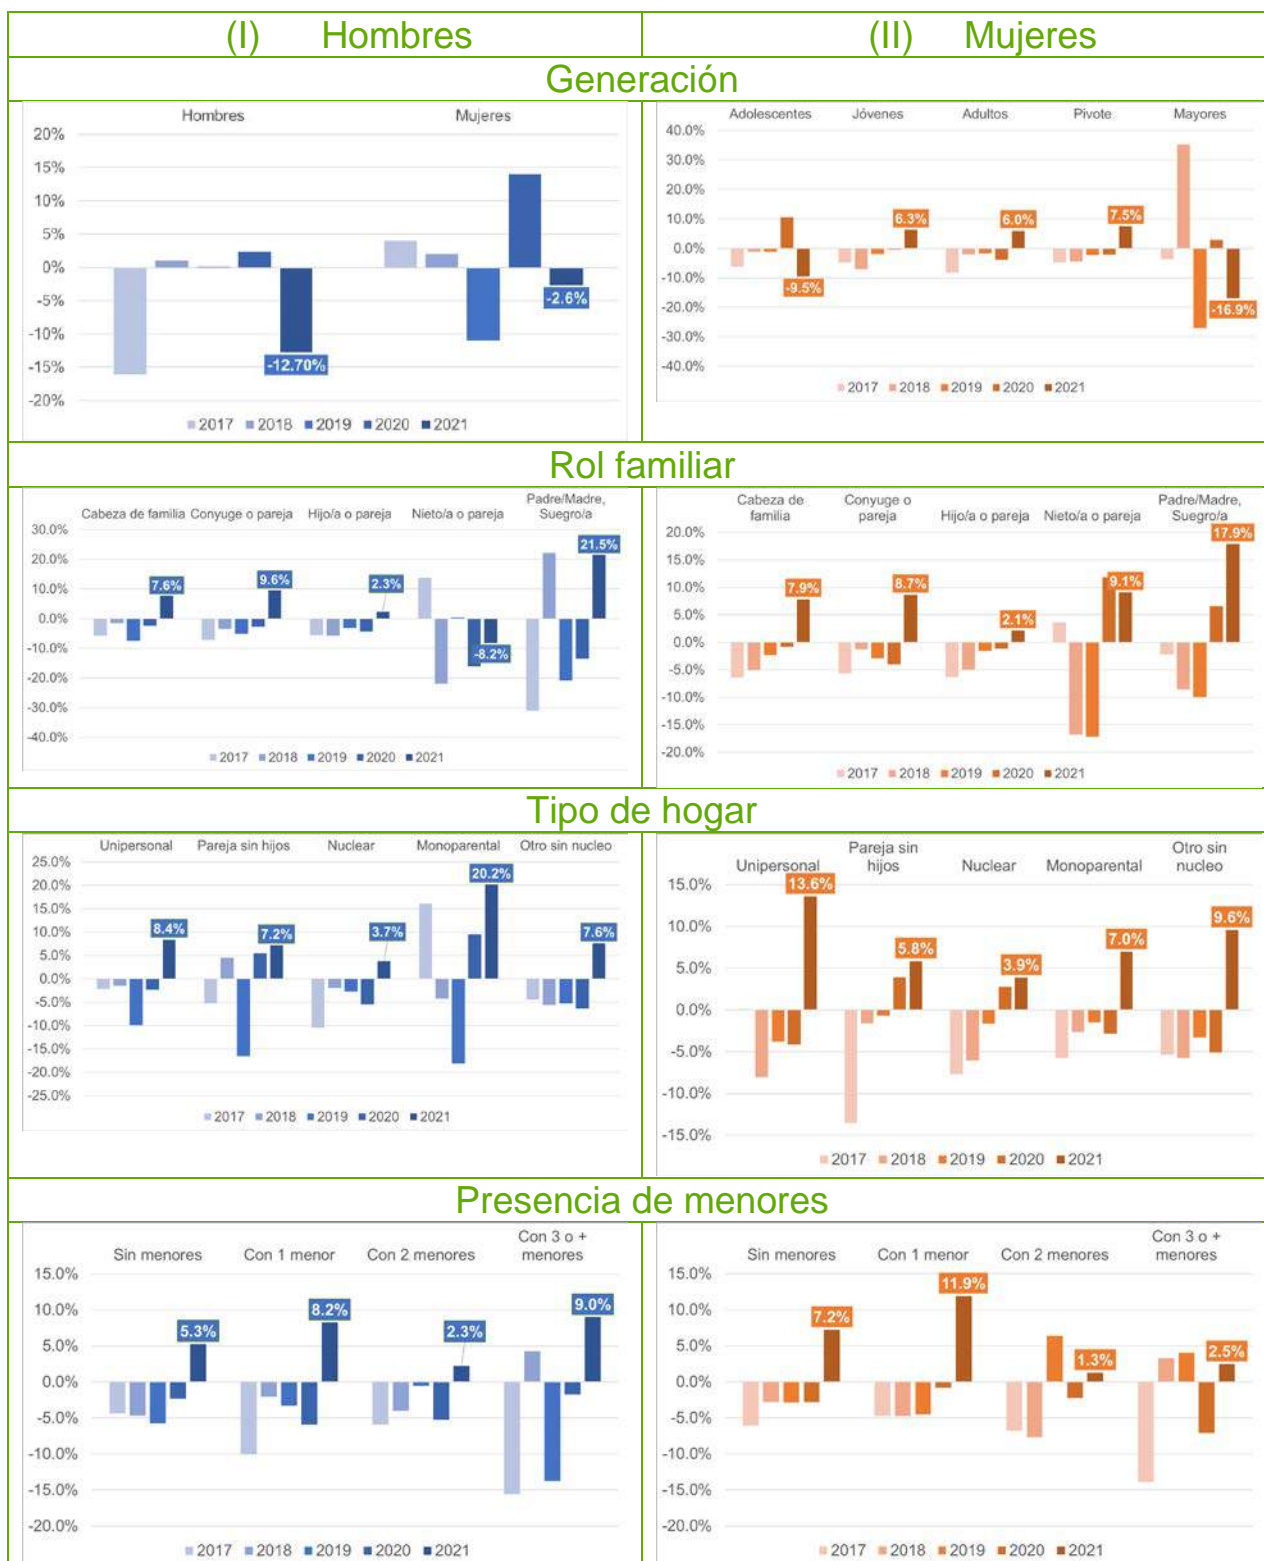 (I) Hombres
(II) Mujeres
Generación
Hombres Mujeres
20%
15%
10%
5%
0%
-5%
-10%
-15%
-20%
-12.70%
-2.6%
2017 2018 2019 2020 2021
Adolescentes Jóvenes Adultos Pivote Mayores
40.0%
30.0%
20.0%
10.0%
0.0%
-10.0%
-20.0%
-30.0%
-40.0%
-9.5%
6.3%
6.0%
7.5%
-16.9%
2017 2018 2019 2020 2021
Rol familiar
Cabeza de familia Conyuge o pareja Hijo/a o pareja Nieto/a o pareja Padre/Madre,
Suegro/a
30.0%
20.0%
10.0%
0.0%
-10.0%
-20.0%
-30.0%
-40.0%
7.6%
9.6%
2.3%
-8.2%
21.5%
2017 2018 2019 2020 2021
Cabeza de
familia
Conyuge o
pareja
Hijo/a o pareja
Nieto/a o pareja
Padre/Madre,
Suegro/a
20.0%
15.0%
10.0%
5.0%
0.0%
-5.0%
-10.0%
-15.0%
-20.0%
7.9%
8.7%
2.1%
9.1%
17.9%
2017 2018 2019 2020 2021
Tipo de hogar
Unipersonal Pareja sin hijos Nuclear Monoparental Otro sin nucleo
25.0%
20.0%
15.0%
10.0%
5.0%
0.0%
-5.0%
-10.0%
-15.0%
-20.0%
-25.0%
8.4%
7.2%
3.7%
20.2%
7.6%
2017 2018 2019 2020 2021
Unipersonal
Pareja sin
hijos
Nuclear
Monoparental
Otro sin
nucleo
15.0%
10.0%
5.0%
0.0%
-5.0%
-10.0%
-15.0%
13.6%
5.8%
3.9%
7.0%
9.6%
2017 2018 2019 2020 2021
Presencia de menores
Sin menores Con 1 menor Con 2 menores Con 3 o +
menores
15.0%
10.0%
5.0%
0.0%
-5.0%
-10.0%
-15.0%
-20.0%
5.3%
8.2%
2.3%
9.0%
2017 2018 2019 2020 2021
Sin menores Con 1 menor Con 2 menores Con 3 o +
menores
15.0%
10.0%
5.0%
0.0%
-5.0%
-10.0%
-15.0%
-20.0%
7.2%
11.9%
1.3%
2.5%
2017 2018 2019 2020 2021